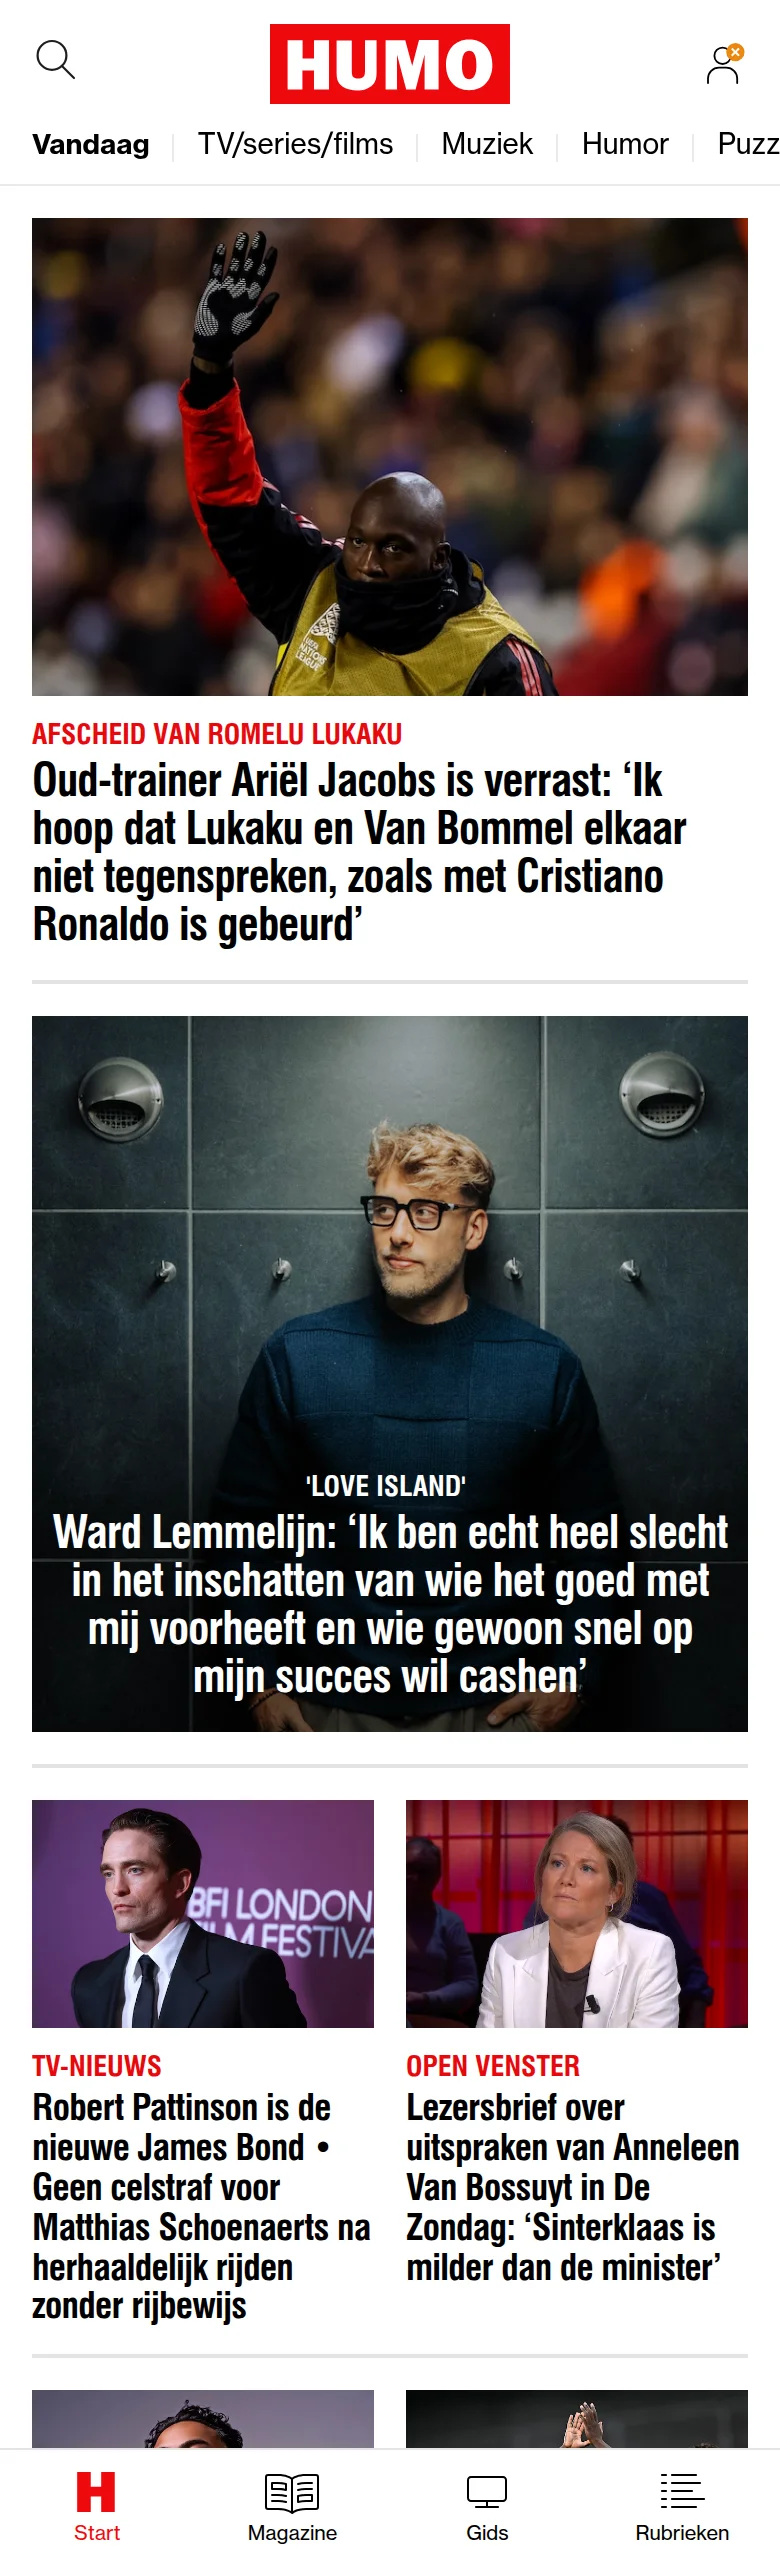 HUMO
Vandaag
TV/series/films
Muziek
Humor
Puzz
UEFA
NATIONS
LEAGUE
AFSCHEID VAN ROMELU LUKAKU
Oud-trainer Ariël Jacobs is verrast: ‘Ik
hoop dat Lukaku en Van Bommel elkaar
niet tegenspreken, zoals met Cristiano
Ronaldo is gebeurd’
'LOVE ISLAND'
Ward Lemmelijn: ‘Ik ben echt heel slecht
in het inschatten van wie het goed met
mij voorheeft en wie gewoon snel op
mijn succes wil cashen’
BFI LONDON
FILM FESTIVA
TV-NIEUWS
Robert Pattinson is de
nieuwe James Bond •
Geen celstraf voor
Matthias Schoenaerts na
herhaaldelijk rijden
zonder rijbewijs
OPEN VENSTER
Lezersbrief over
uitspraken van Anneleen
Van Bossuyt in De
Zondag: ‘Sinterklaas is
milder dan de minister’
H
Start
Magazine
Gids
Rubrieken